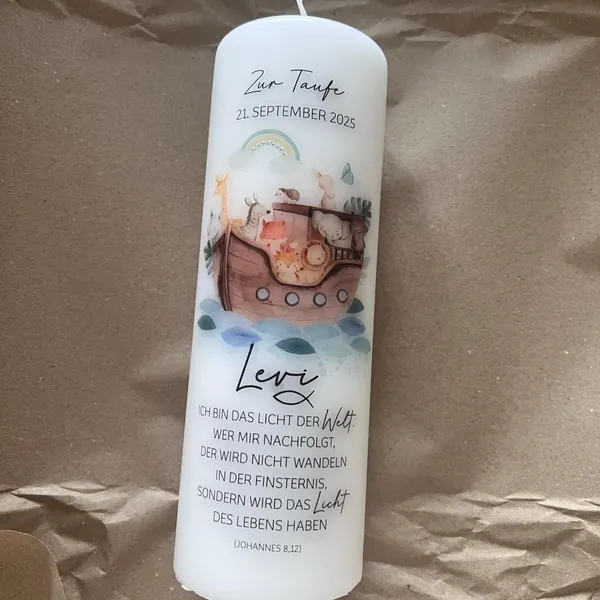 Zur Taufe
21. SEPTEMBER 2025
Levi
ICH BIN DAS LICHT DER Welt.
WER MIR NACHFOLGT,
DER WIRD NICHT WANDELN
IN DER FINSTERNIS,
SONDERN WIRD DAS Licht
DES LEBENS HABEN
(JOHANNES 8,12)